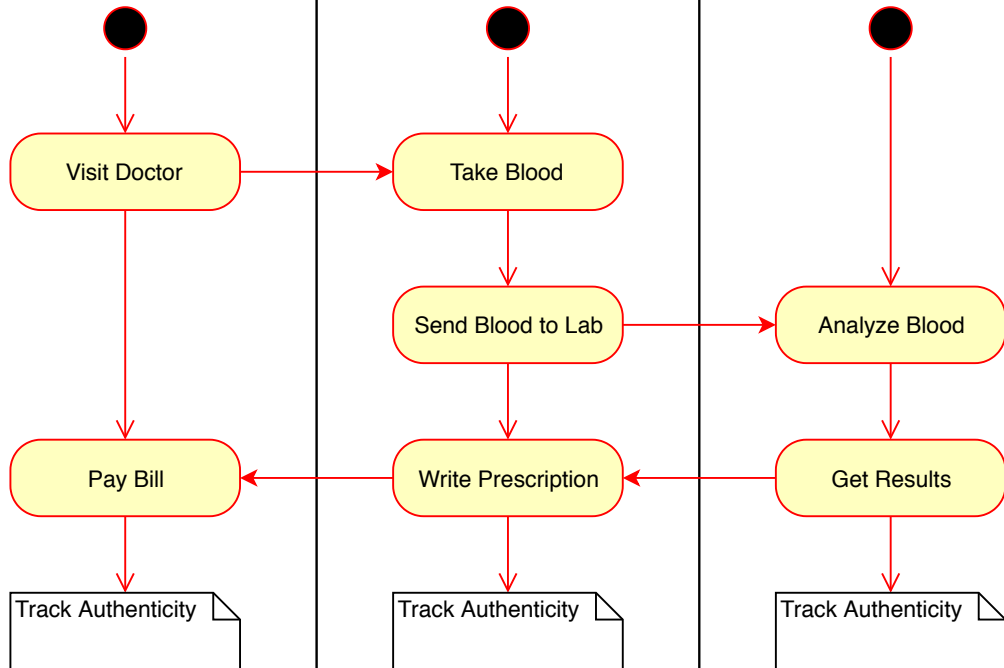 Visit Doctor
Take Blood
Send Blood to Lab
Analyze Blood
Pay Bill
Write Prescription
Get Results
Track Authenticity
Track Authenticity
Track Authenticity